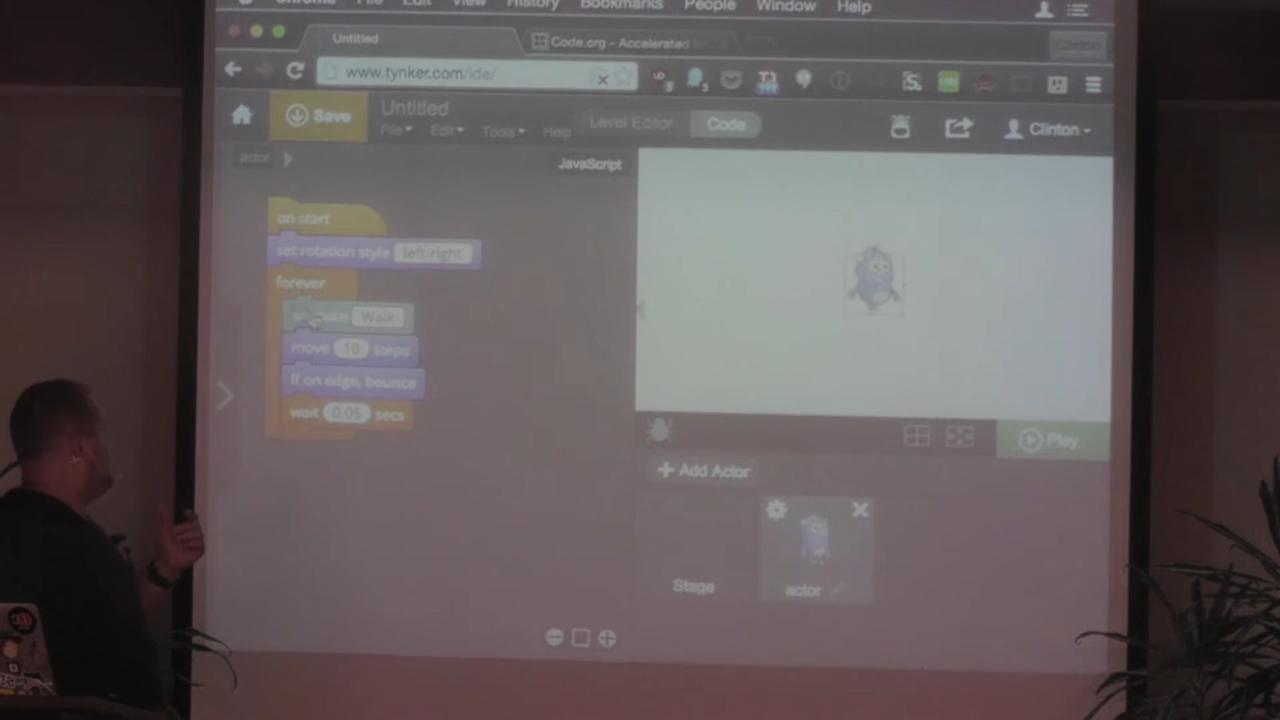 Chrome File Edit View History Bookmarks People Window Help
Untitled
Code.org - Accelerated
www.tynker.com/ide/
Save
Untitled
File Edit Tools Help
Level Editor
Code
Clinton
actor
JavaScript
on start
set rotation style left-right
forever
Walk
move 10 steps
if on edge, bounce
wait 0.05 secs
Play
+ Add Actor
Stage
actor